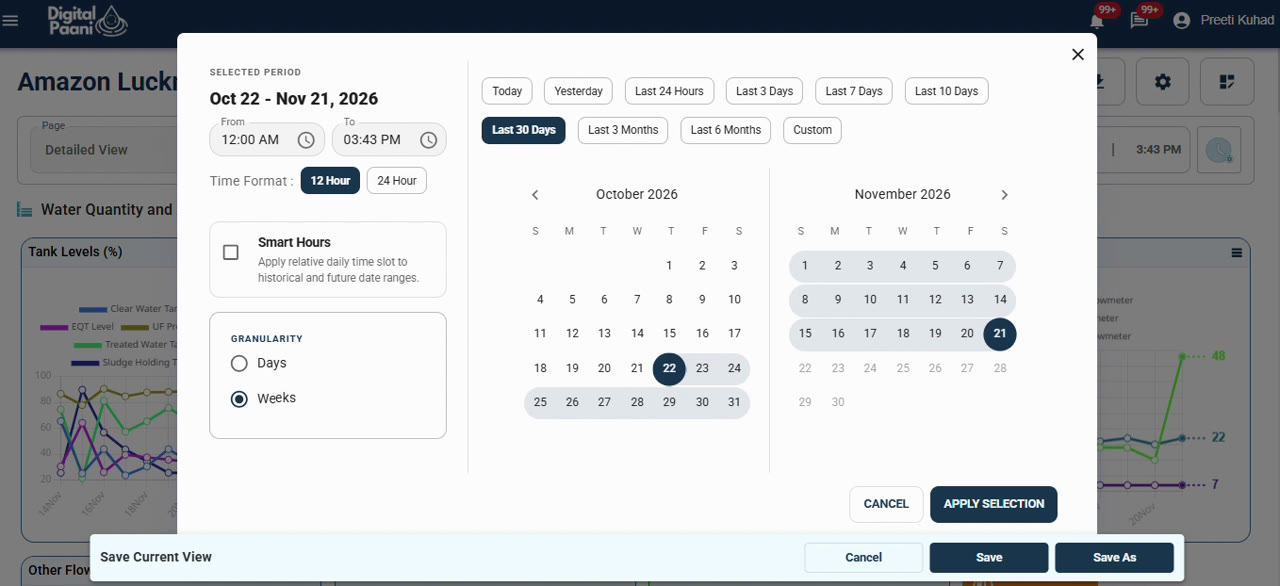 Digital
Paani
99+
99+
Preeti Kuhad
Amazon Luckn
Page
Detailed View
3:43 PM
Water Quantity and
Tank Levels (%)
Clear Water Tan
EQT Level
UF Pr
Treated Water Ta
Sludge Holding T
100
80
60
40
20
14Nov
16Nov
18Nov
Other Flow
owmeter
meter
owmeter
48
22
7
20Nov
SELECTED PERIOD
Oct 22 - Nov 21, 2026
From
12:00 AM
To
03:43 PM
Time Format :
12 Hour
24 Hour
Smart Hours
Apply relative daily time slot to
historical and future date ranges.
GRANULARITY
Days
Weeks
Today
Yesterday
Last 24 Hours
Last 3 Days
Last 7 Days
Last 10 Days
Last 30 Days
Last 3 Months
Last 6 Months
Custom
October 2026
S M T W T F S
1 2 3
4 5 6 7 8 9 10
11 12 13 14 15 16 17
18 19 20 21 22 23 24
25 26 27 28 29 30 31
November 2026
S M T W T F S
1 2 3 4 5 6 7
8 9 10 11 12 13 14
15 16 17 18 19 20 21
22 23 24 25 26 27 28
29 30
CANCEL
APPLY SELECTION
Save Current View
Cancel
Save
Save As